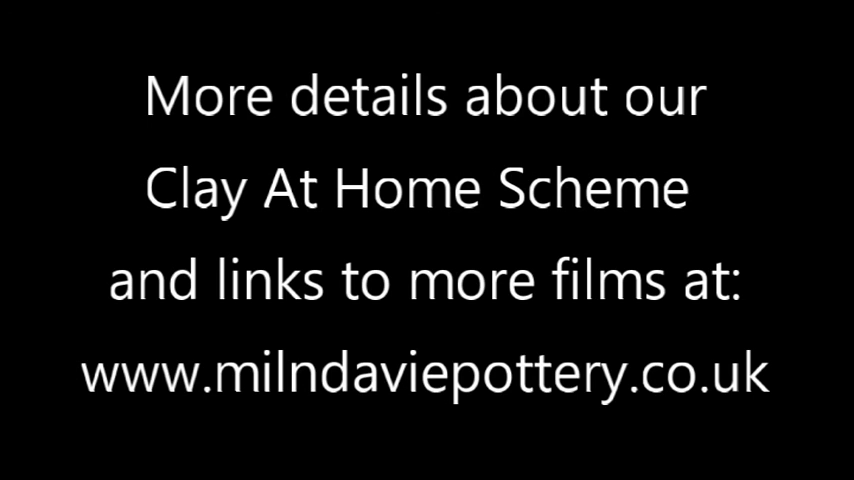 More details about our
Clay At Home Scheme
and links to more films at:
www.milndaviepottery.co.uk